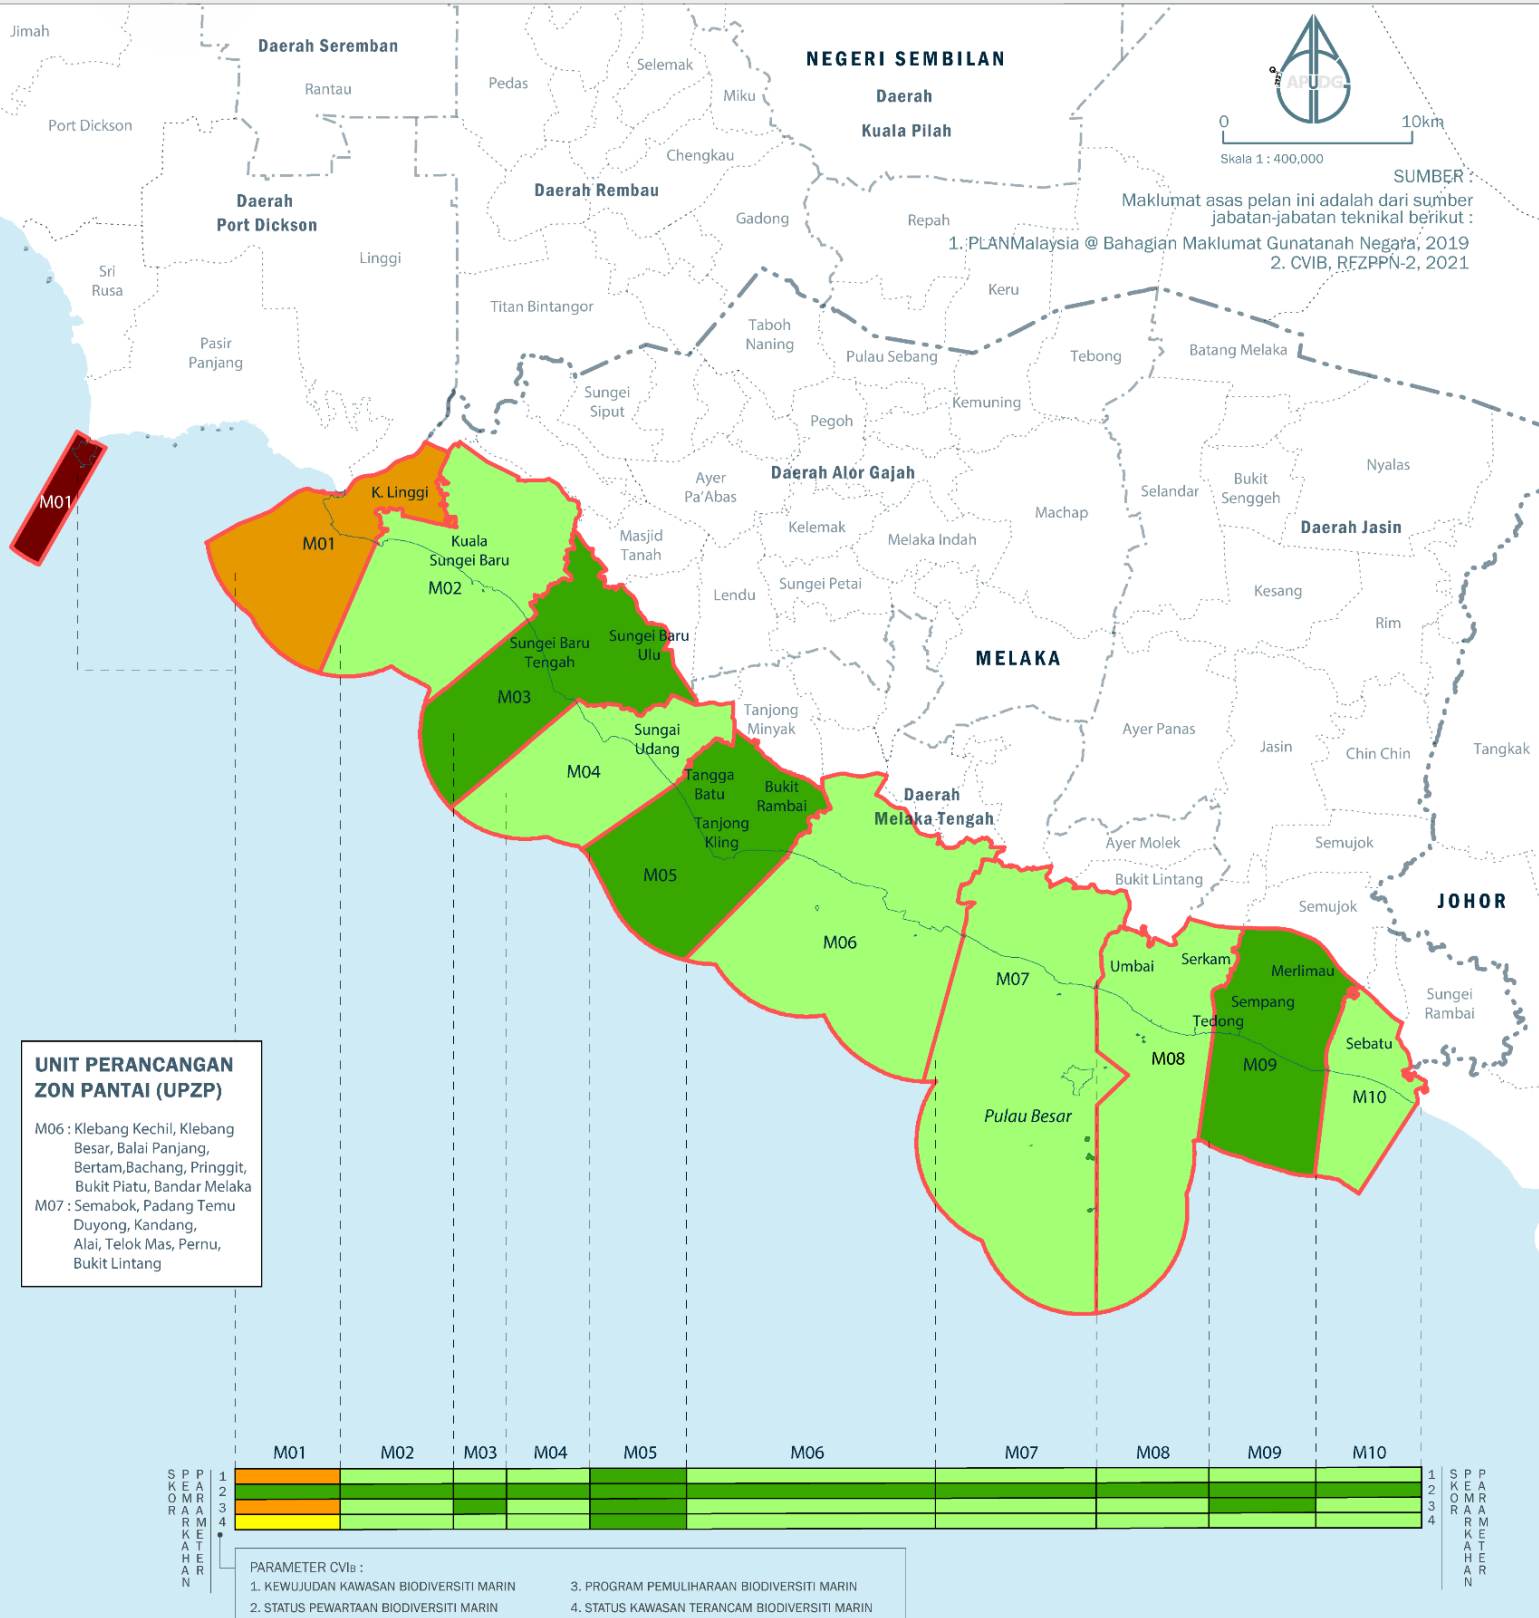 Jimah
Daerah Seremban
Rantau
Pedas
Selemak
Miku
NEGERI SEMBILAN
Daerah
Kuala Pilah
APUDG
0 10km
Skala 1 : 400,000
Port Dickson
Chengkau
SUMBER :
Maklumat asas pelan ini adalah dari sumber
jabatan-jabatan teknikal berikut :
1. PLANMalaysia @ Bahagian Maklumat Gunatanah Negara, 2019
2. CVIB, RFZPPN-2, 2021
Daerah
Port Dickson
Daerah Rembau
Gadong
Repah
Linggi
Sri
Rusa
Keru
Titan Bintangor
Pasir
Panjang
Taboh
Naning
Pulau Sebang
Tebong
Batang Melaka
Sungei
Siput
Kemuning
Pegoh
Daerah Alor Gajah
Nyalas
Ayer
Pa'Abas
Selandar
Bukit
Senggeh
K. Linggi
M01
M01
Machap
Daerah Jasin
Kelemak
Masjid
Tanah
Melaka Indah
Kuala
Sungei Baru
M02
Sungei Petai
Lendu
Kesang
Rim
Sungei Baru
Ulu
Sungei Baru
Tengah
MELAKA
M03
Tanjong
Minyak
Sungai
Udang
Ayer Panas
Jasin
Chin Chin
Tangkak
M04
Tangga
Batu
Bukit
Rambai
Daerah
Melaka Tengah
Tanjong
Kling
Ayer Molek
Semujok
M05
Bukit Lintang
JOHOR
Semujok
M06
M07
Umbai
Serkam
Merlimau
Sempang
Sungei
Rambai
Tedong
Sebatu
M08
M09
M10
Pulau Besar
UNIT PERANCANGAN
ZON PANTAI (UPZP)
M06 : Klebang Kechil, Klebang
Besar, Balai Panjang,
Bertam,Bachang, Pringgit,
Bukit Piatu, Bandar Melaka
M07 : Semabok, Padang Temu
Duyong, Kandang,
Alai, Telok Mas, Pernu,
Bukit Lintang
M01 M02 M03 M04 M05 M06 M07 M08 M09 M10
SKOR
PEMARKAHAN
PARAMETER
1
2
3
4
1
2
3
4
SKOR
PEMARKAHAN
PARAMETER
PARAMETER CVIB :
1. KEWUJUDAN KAWASAN BIODIVERSITI MARIN
2. STATUS PEWARTAAN BIODIVERSITI MARIN
3. PROGRAM PEMULIHARAAN BIODIVERSITI MARIN
4. STATUS KAWASAN TERANCAM BIODIVERSITI MARIN